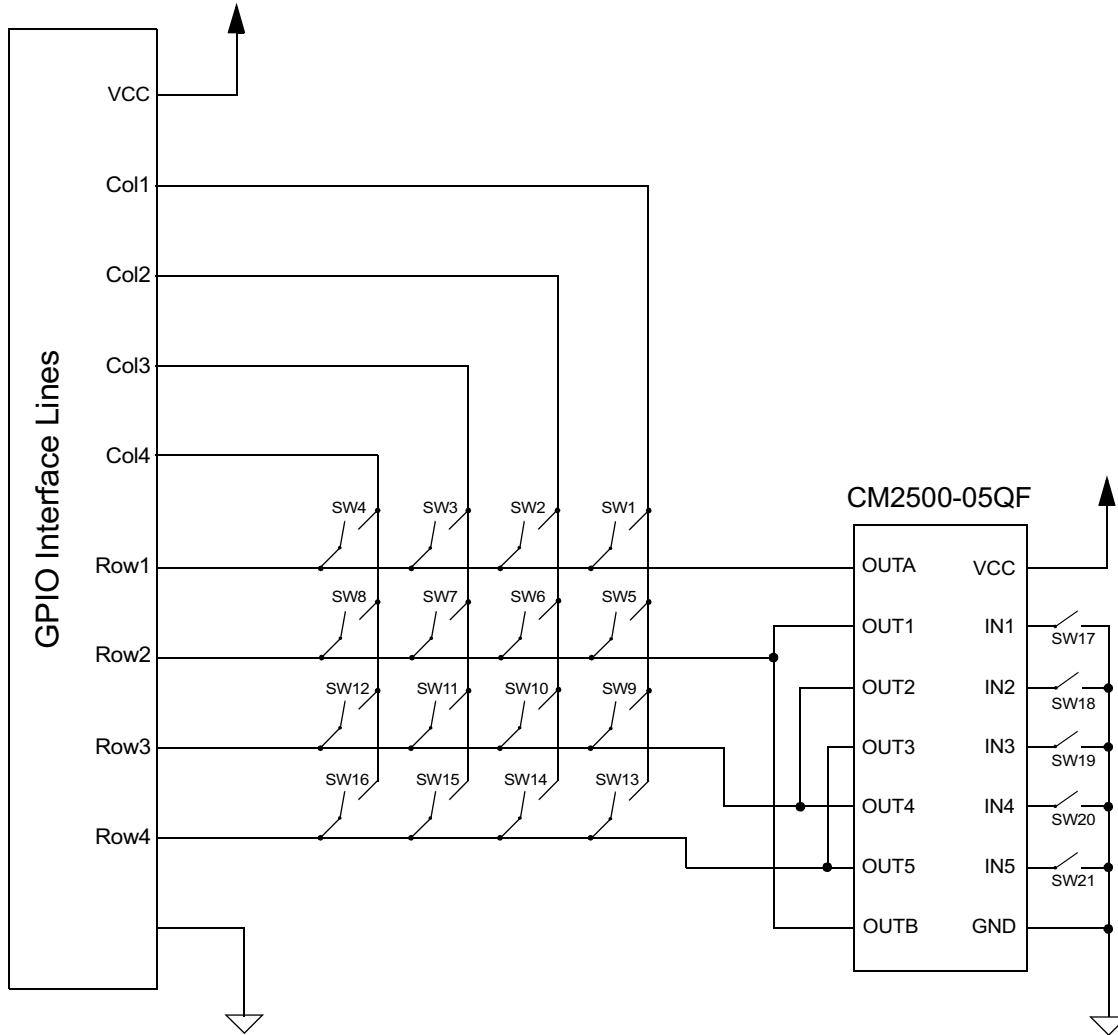 VCC
Col1
Col2
Col3
Col4
GPIO Interface Lines
CM2500-05QF
SW4 SW3 SW2 SW1
Row1 OUTA VCC
SW8 SW7 SW6 SW5
OUT1 IN1
SW17
Row2
SW12 SW11 SW10 SW9
OUT2 IN2
SW18
Row3 OUT3 IN3
SW19
SW16 SW15 SW14 SW13
OUT4 IN4
SW20
Row4
OUT5 IN5
SW21
OUTB GND